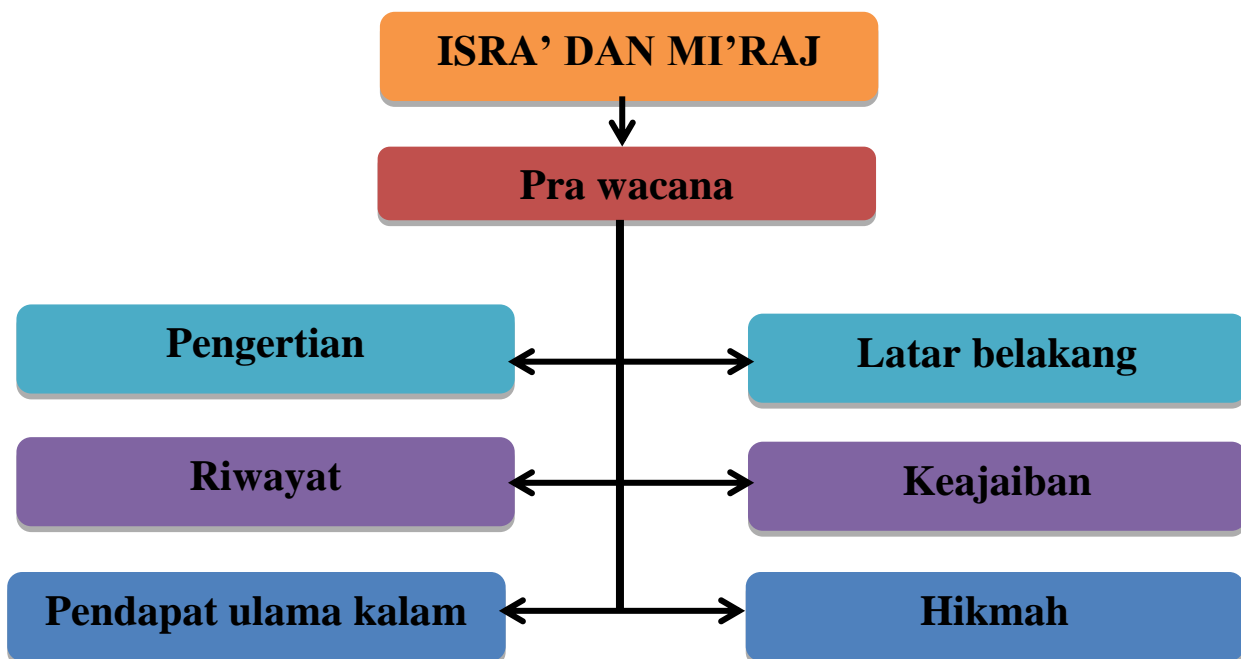 ISRA’ DAN MI’RAJ
Pra wacana
Pengertian
Latar belakang
Riwayat
Keajaiban
Pendapat ulama kalam
Hikmah